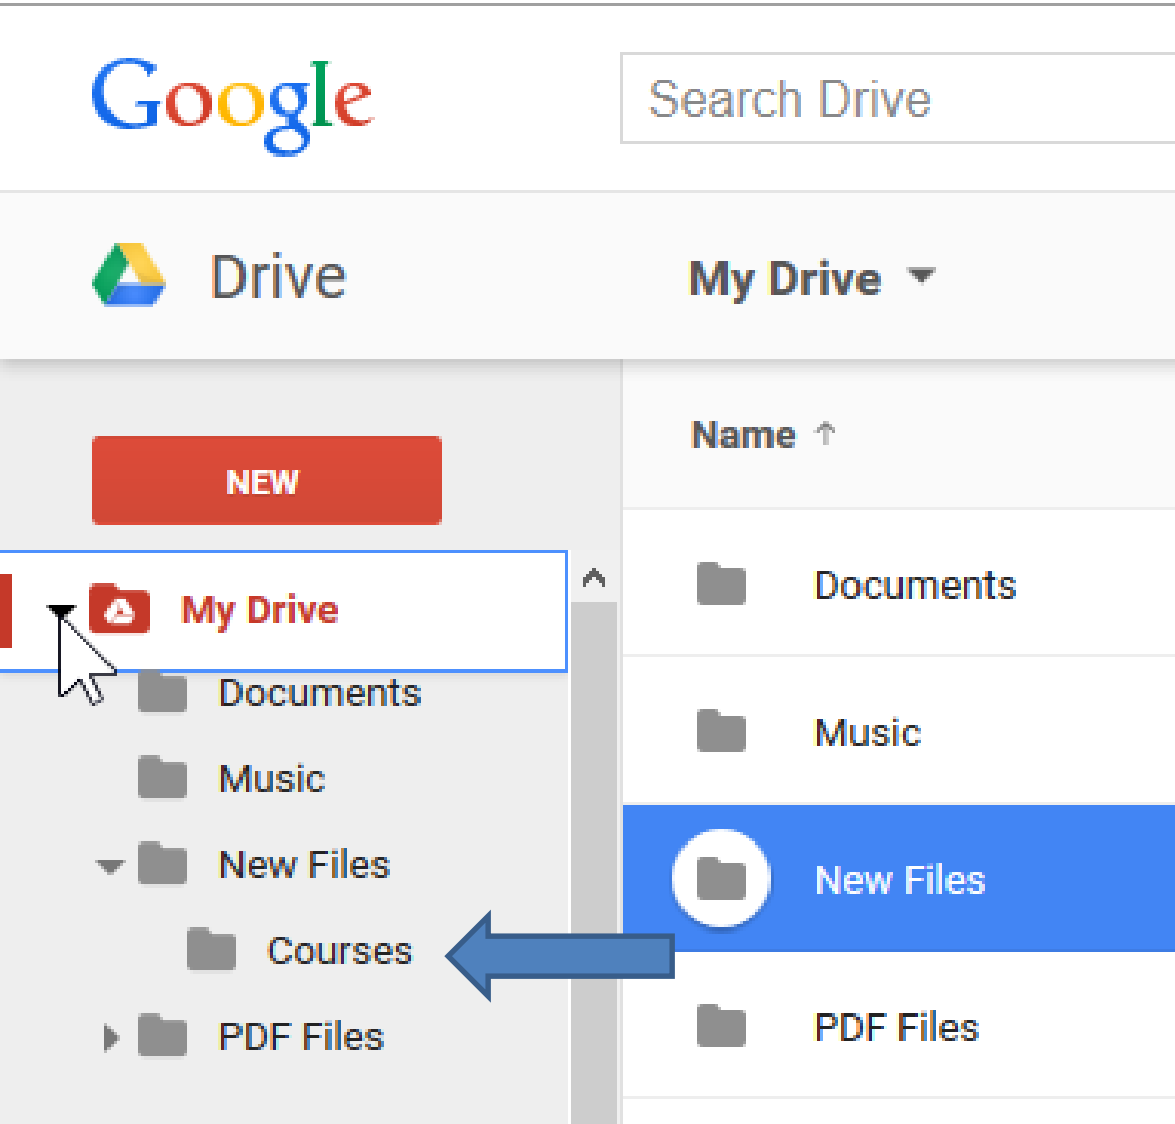 Google
Search Drive
Drive
My Drive
NEW
My Drive
Documents
Music
New Files
Courses
PDF Files
Name
Documents
Music
New Files
PDF Files